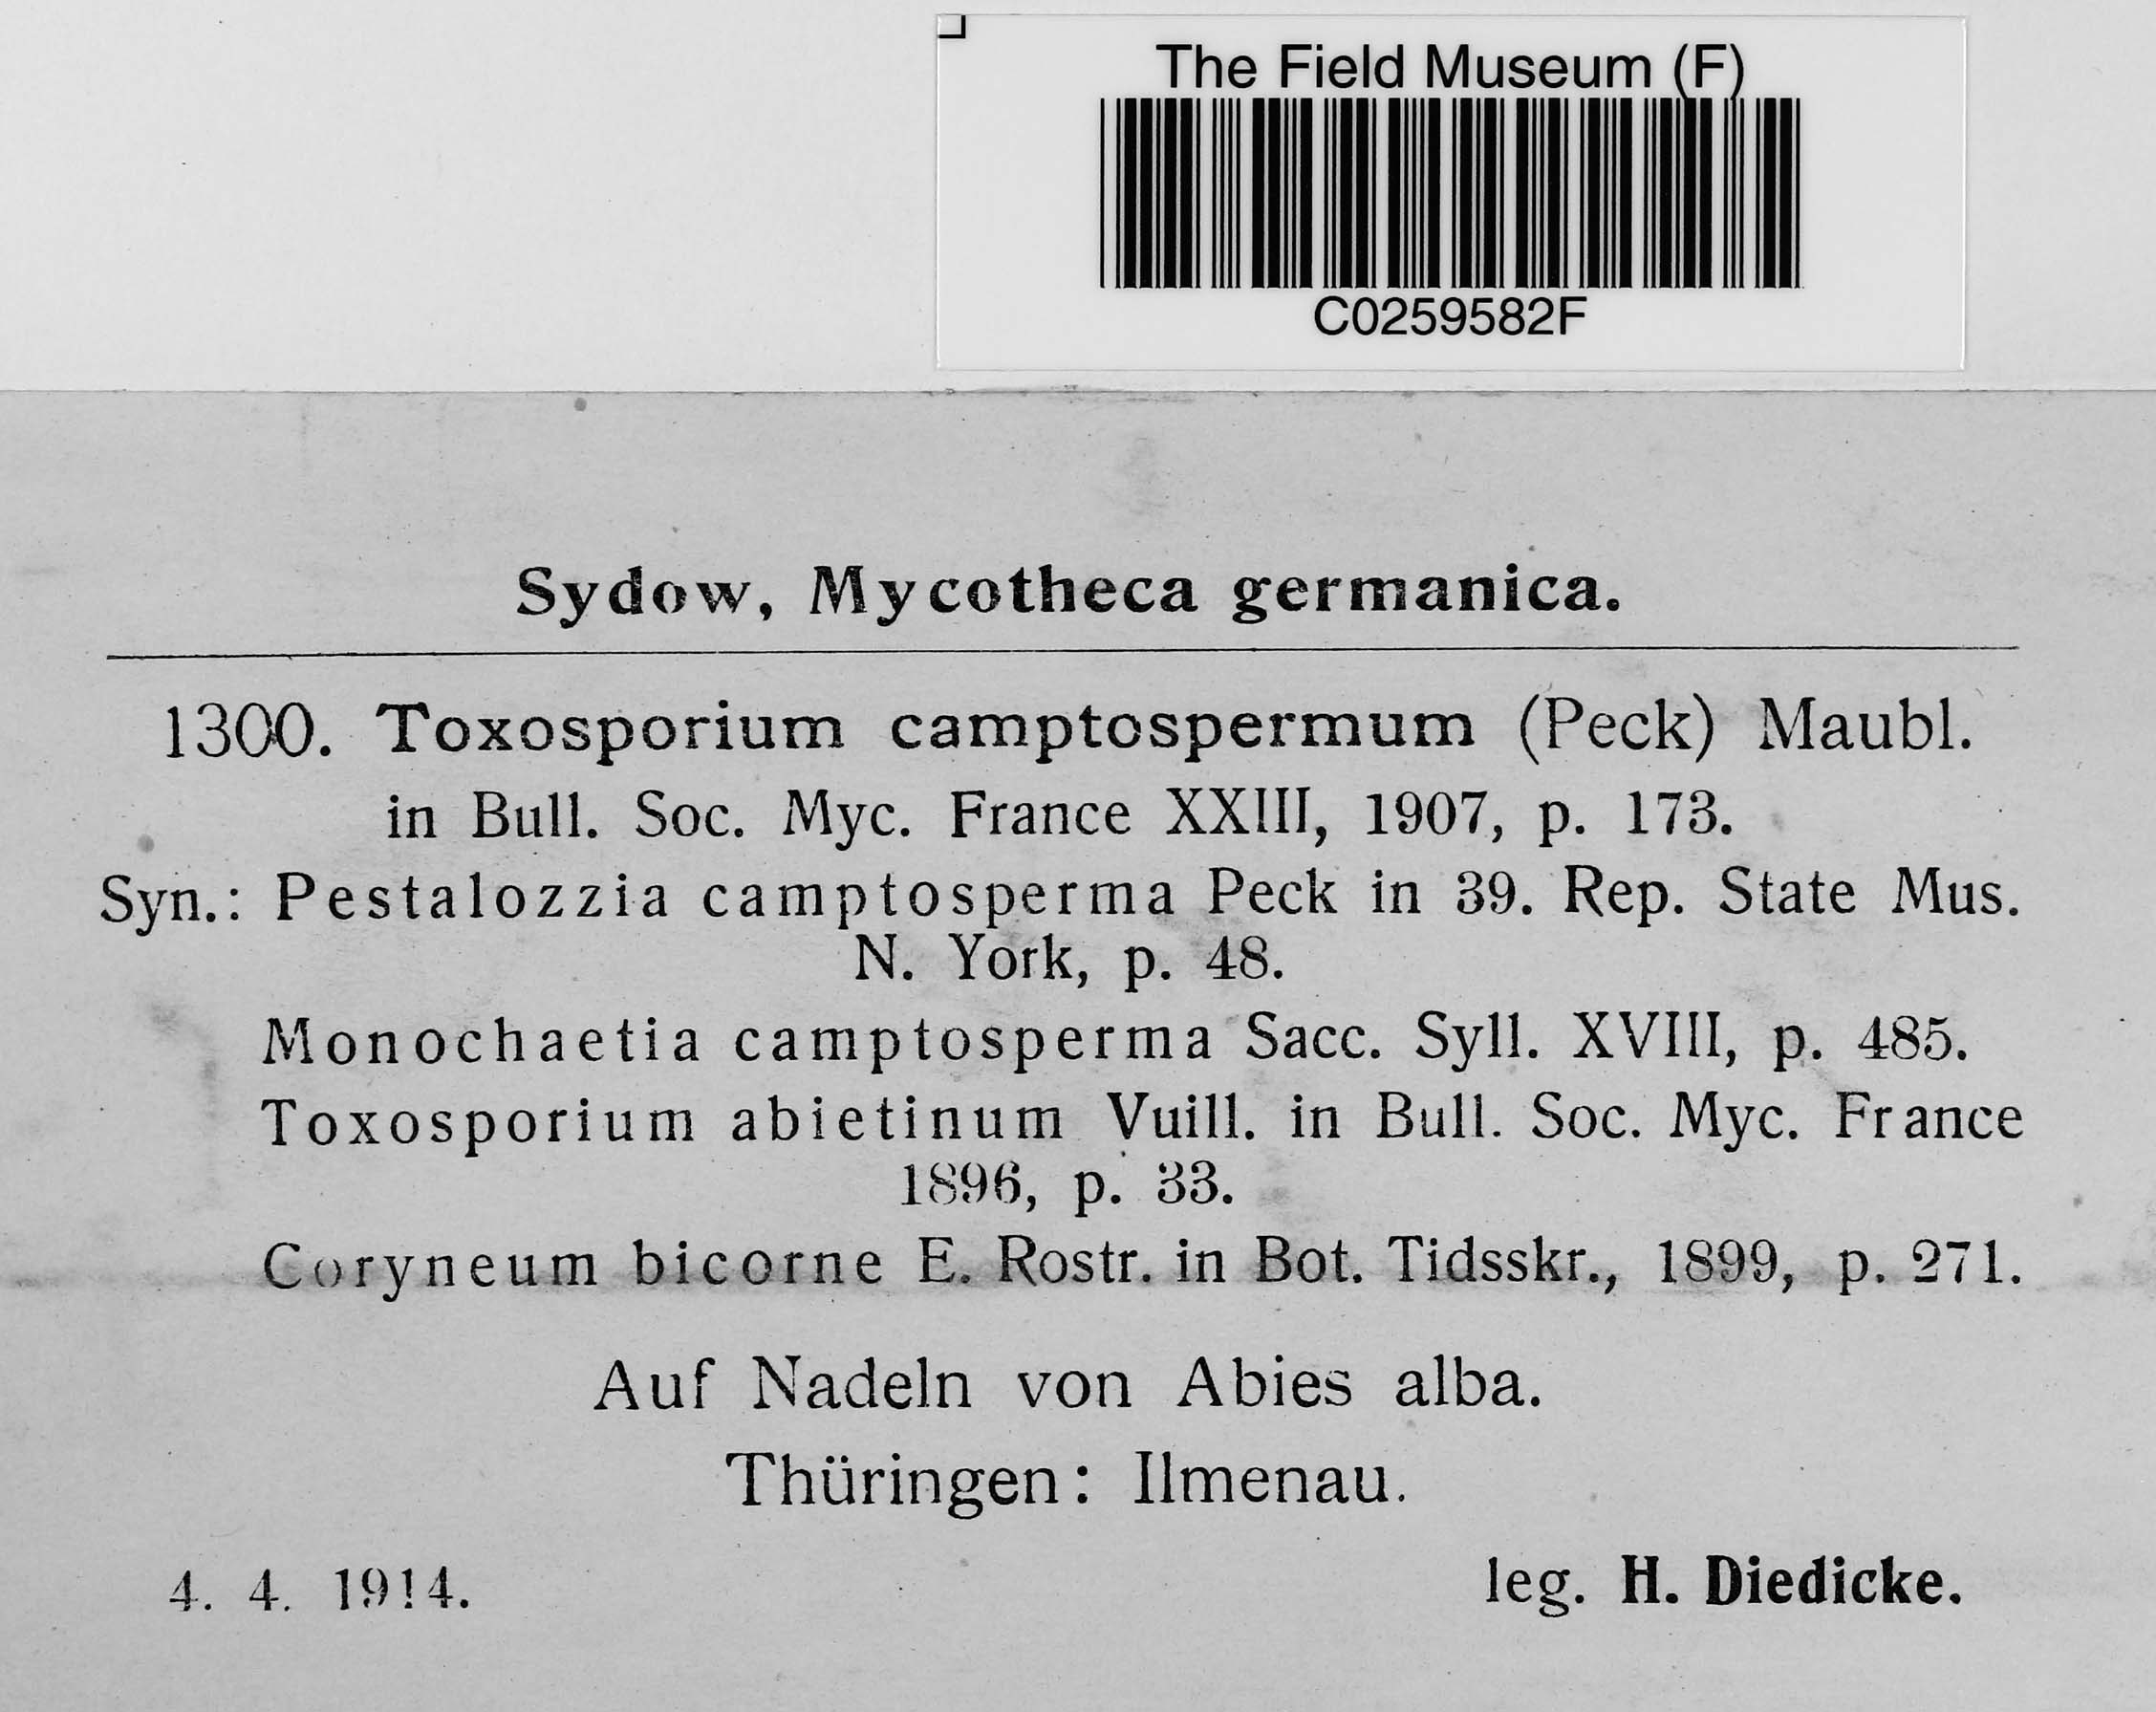 The Field Museum (F)
C0259582F
Sydow, Mycotheca germanica.
1300. Toxosporium camptospermum (Peck) Maubl.
in Bull. Soc. Myc. France XXIII, 1907, p. 173.
Syn.: Pestalozzia camptosperma Peck in 39. Rep. State Mus.
N. York, p. 48.
Monochaetia camptosperma Sacc. Syll. XVIII, p. 485.
Toxosporium abietinum Vuill. in Bull. Soc. Myc. France
1896, p. 33.
Coryneum bicorne E. Rostr. in Bot. Tidsskr., 1899, p. 271.
Auf Nadeln von Abies alba.
Thüringen: Ilmenau.
4. 4. 1914. leg. H. Diedicke.